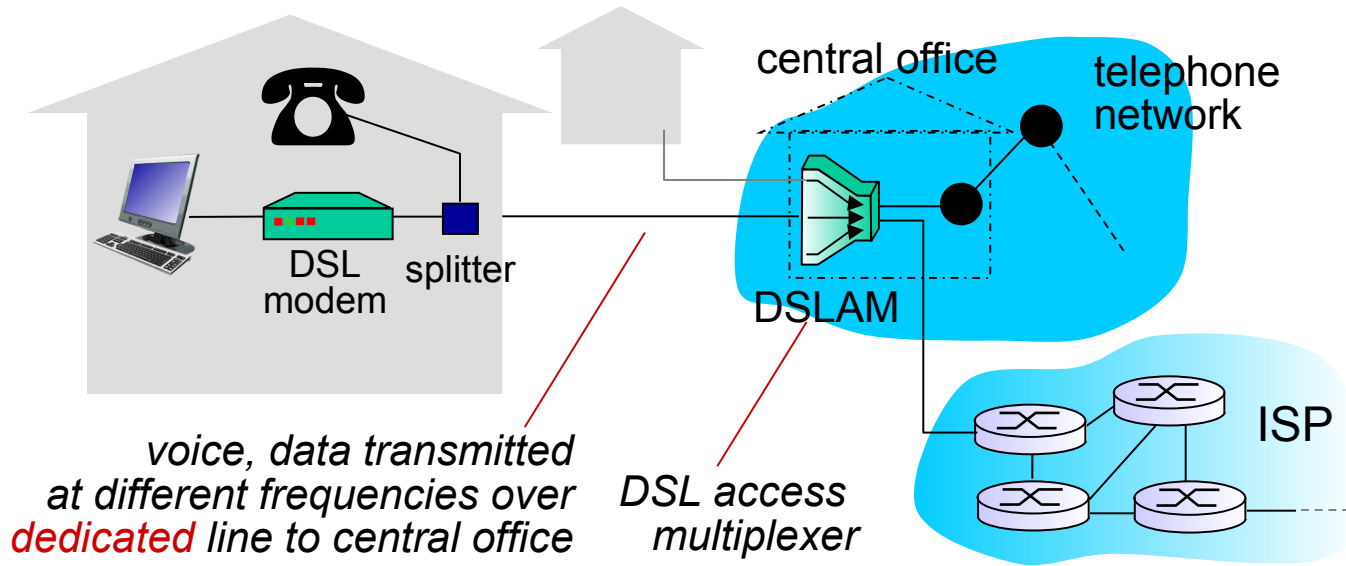 central office
telephone
network
DSL
modem
splitter
DSLAM
ISP
voice, data transmitted
at different frequencies over
dedicated line to central office
DSL access
multiplexer